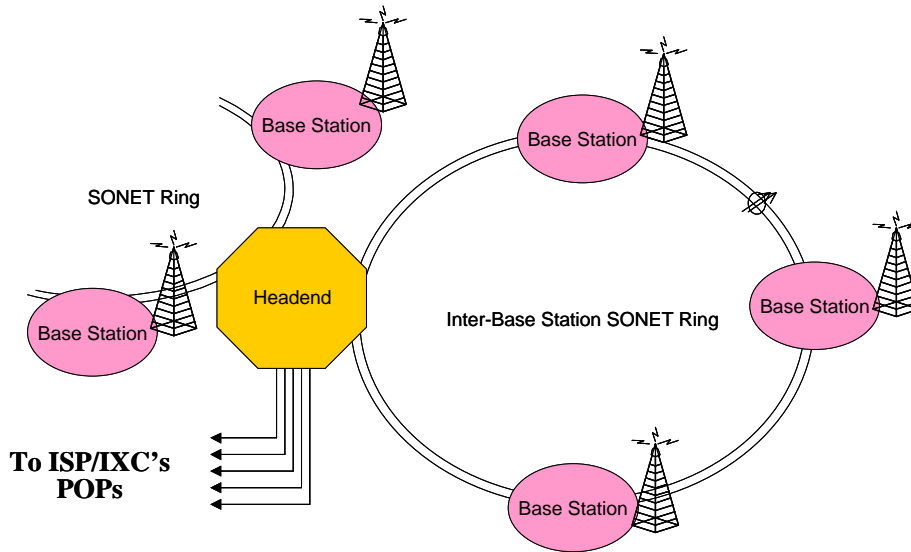 Base Station
Base Station
SONET Ring
Headend
Base Station
Base Station
Inter-Base Station SONET Ring
To ISP/IXC's
POPs
Base Station